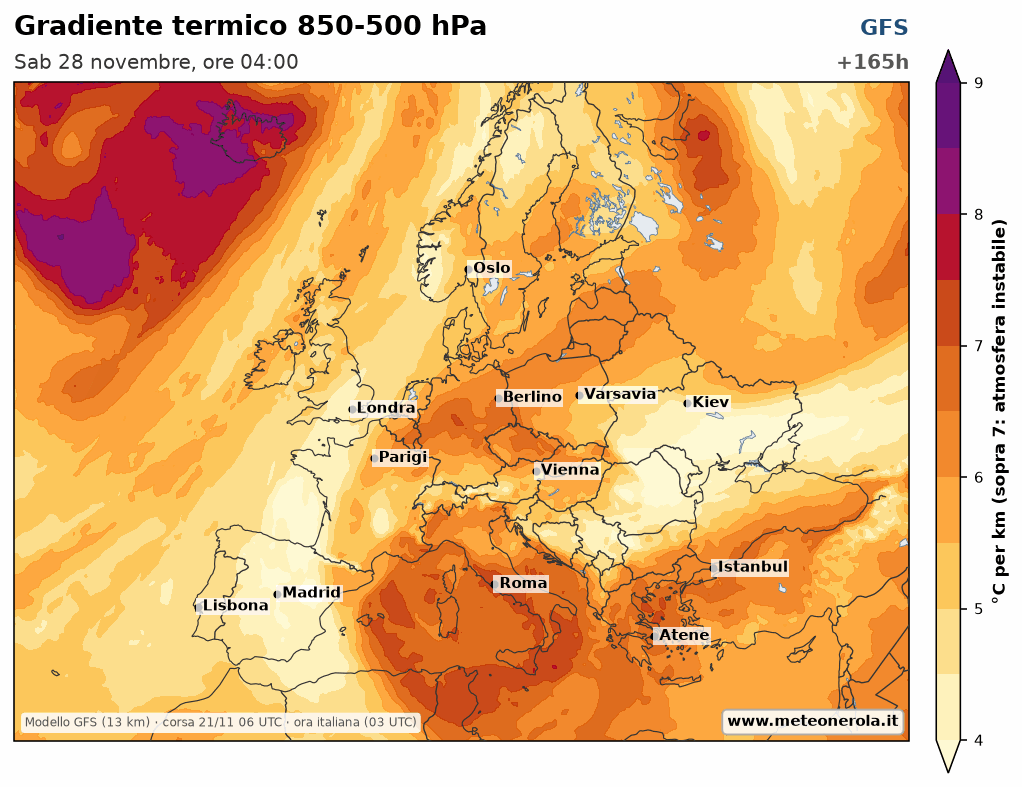 Gradiente termico 850-500 hPa
GFS
Sab 28 novembre, ore 04:00
+165h
Oslo
Berlino
Varsavia
Kiev
Londra
Parigi
Vienna
Istanbul
Roma
Madrid
Lisbona
Atene
Modello GFS (13 km) · corsa 21/11 06 UTC · ora italiana (03 UTC)
www.meteonerola.it
9
8
7
6
5
4
°C per km (sopra 7: atmosfera instabile)